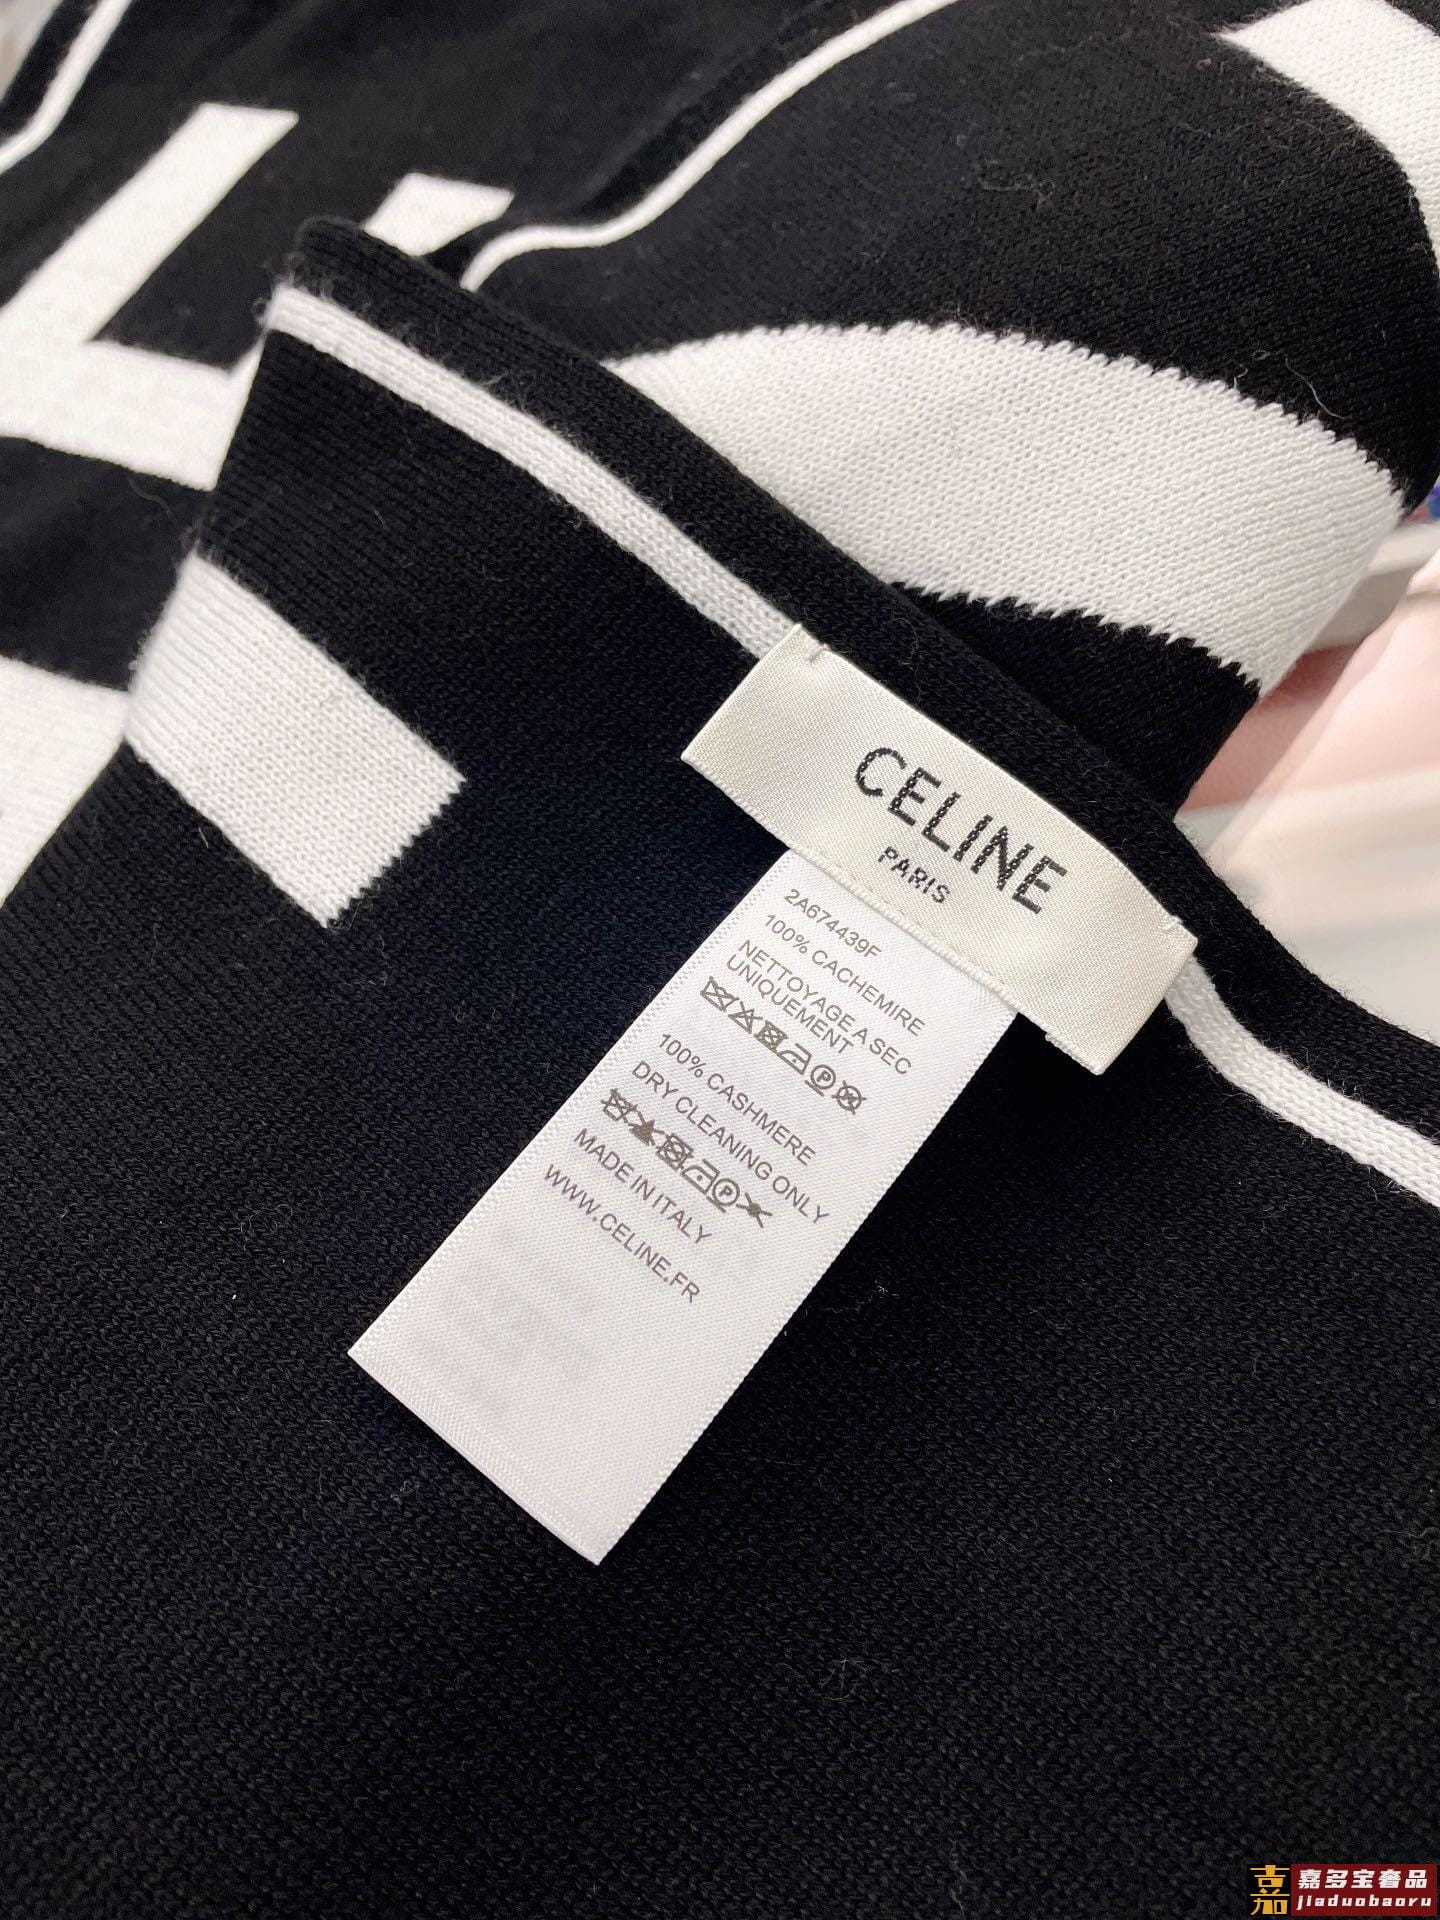 CELINE
PARIS
2A674439F
100% CACHEMIRE
NETTOYAGE A SEC
UNIQUEMENT
P
100% CASHMERE
DRY CLEANING ONLY
P
MADE IN ITALY
WWW.CELINE.FR
嘉 嘉多宝奢品
jiaduobaoru